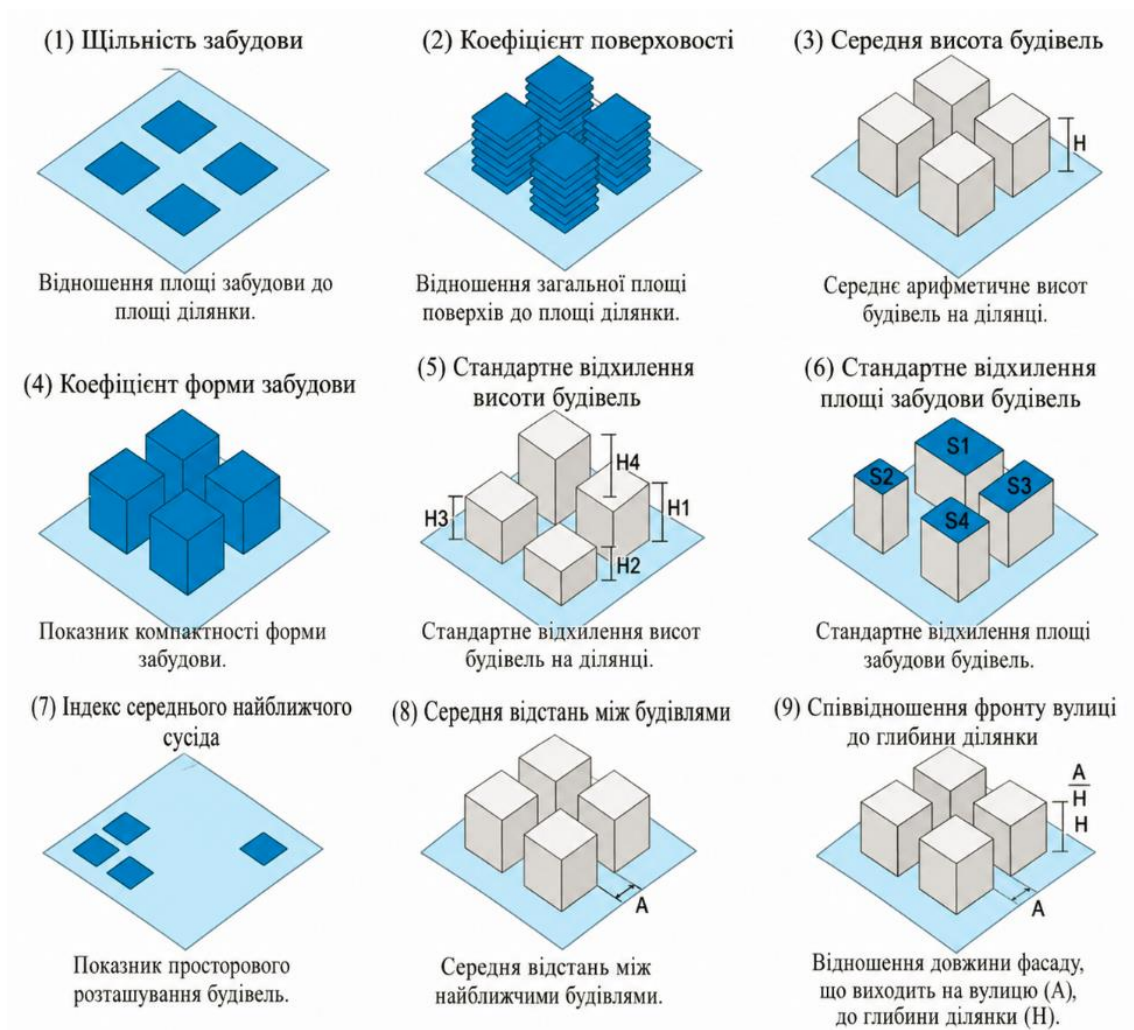 (1) Щільність забудови
Відношення площі забудови до
площі ділянки.
(2) Коефіцієнт поверховості
Відношення загальної площі
поверхів до площі ділянки.
(3) Середня висота будівель
H
Середнє арифметичне висот
будівель на ділянці.
(4) Коефіцієнт форми забудови
Показник компактності форми
забудови.
(5) Стандартне відхилення
висоти будівель
H4
H3
H1
H2
Стандартне відхилення висот
будівель на ділянці.
(6) Стандартне відхилення
площі забудови будівель
S1
S2
S3
S4
Стандартне відхилення площі
забудови будівель.
(7) Індекс середнього найближчого
сусіда
Показник просторового
розташування будівель.
(8) Середня відстань між будівлями
A
Середня відстань між
найближчими будівлями.
(9) Співвідношення фронту вулиці
до глибини ділянки
A
H
H
A
Відношення довжини фасаду,
що виходить на вулицю (A),
до глибини ділянки (H).